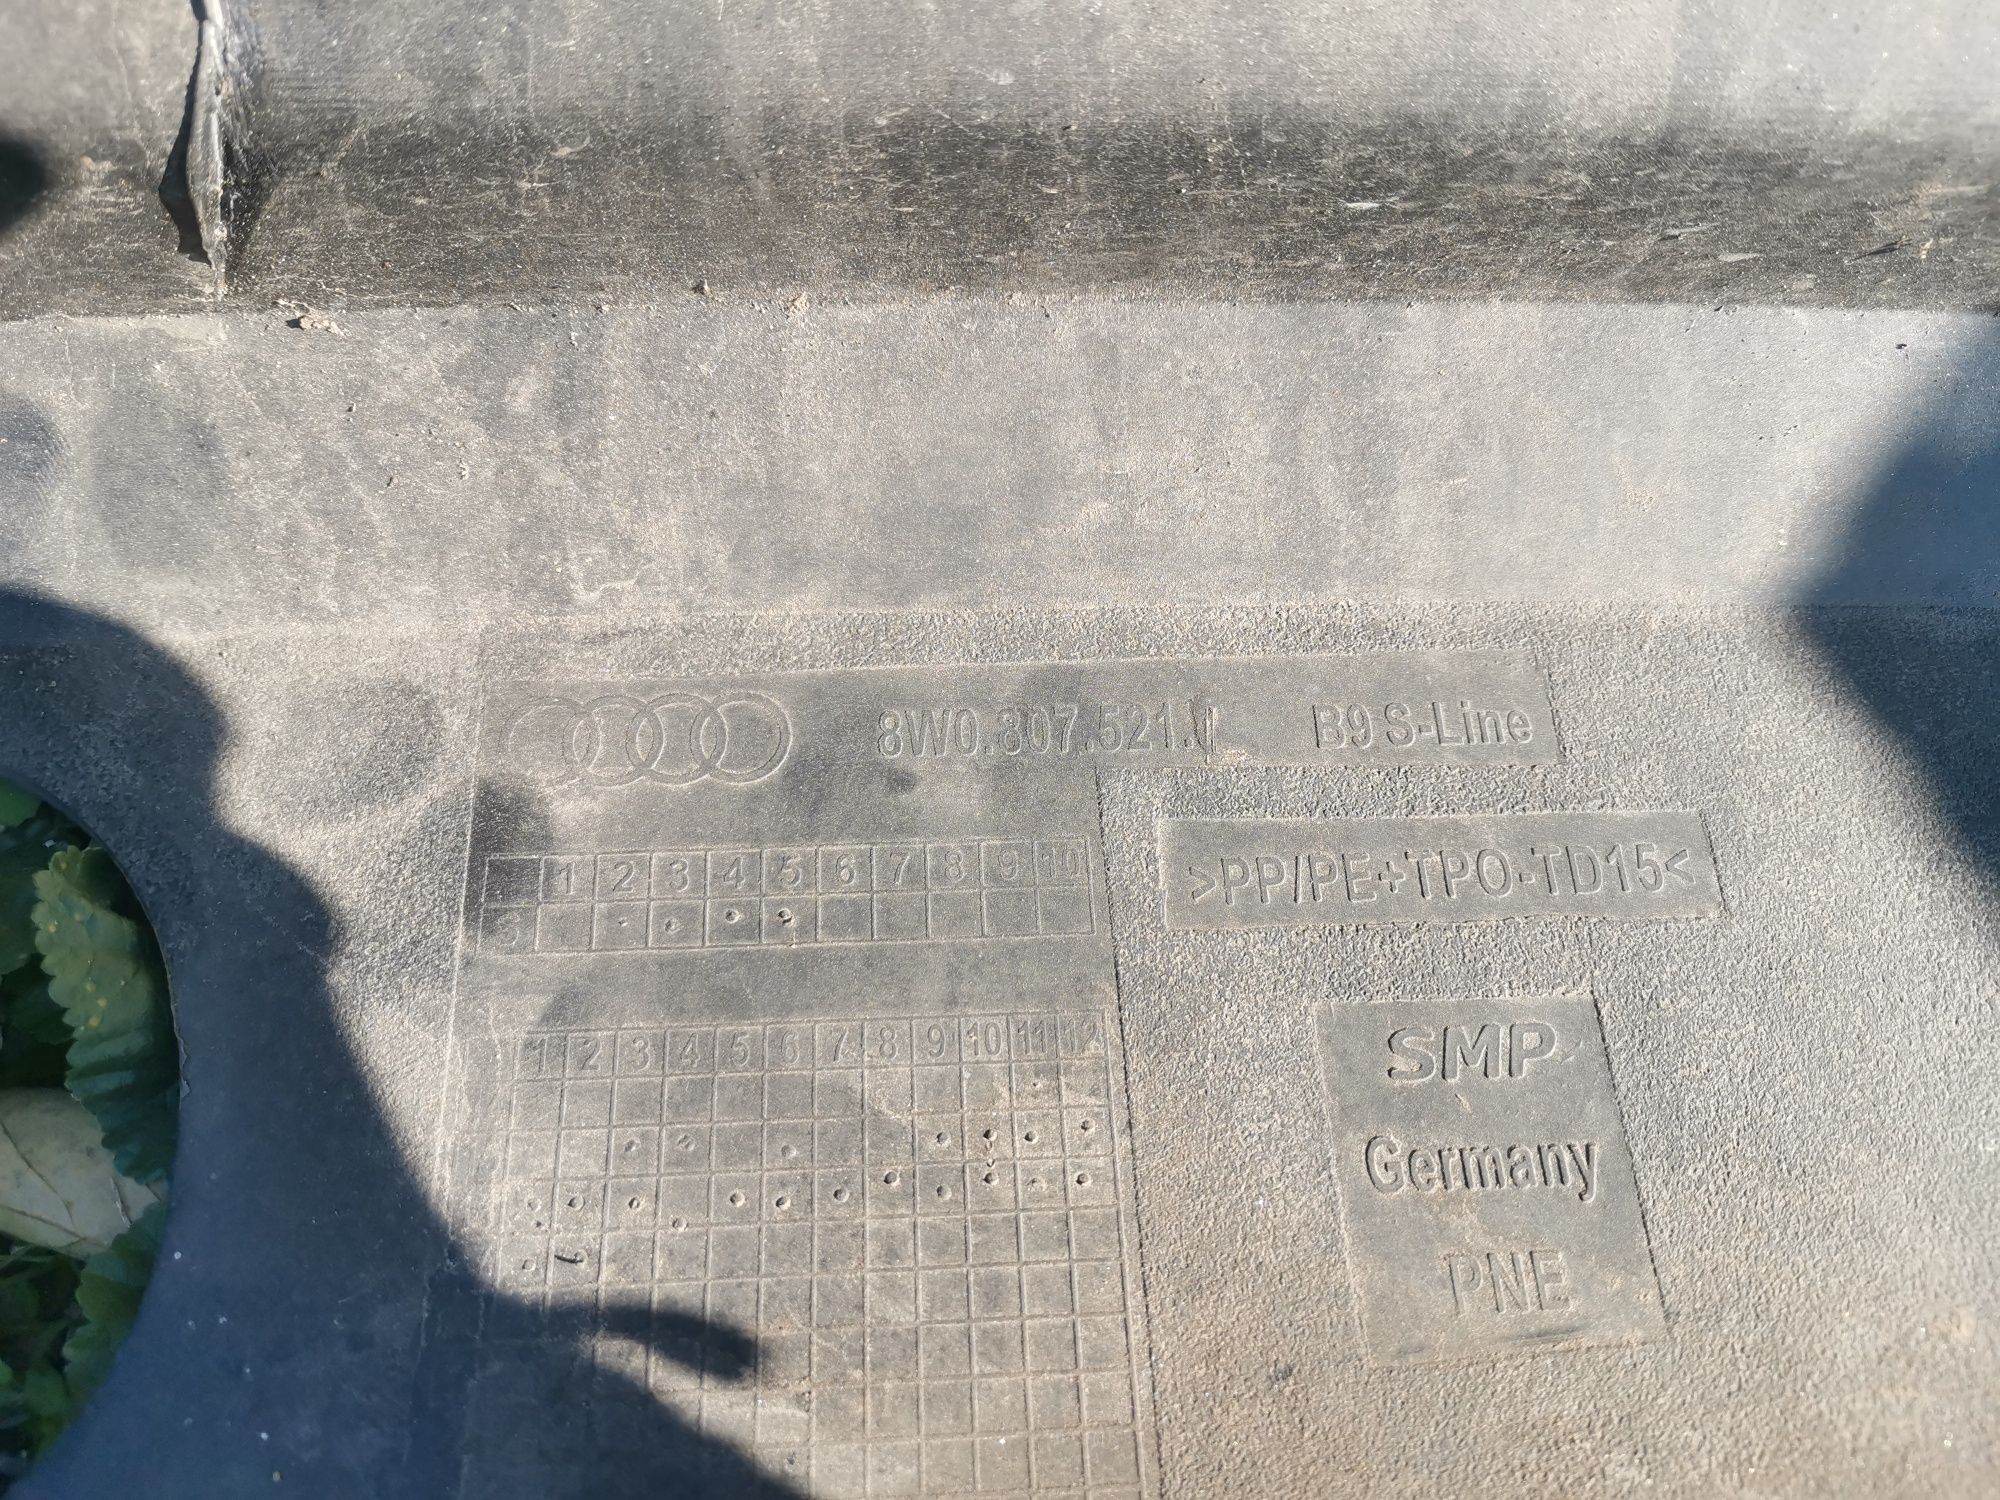 8W0.807.521. B9 S-Line
>PP/PE+TPO-TD15<
1 2 3 4 5 6 7 8 9 10
SMP
1 2 3 4 5 6 7 8 9 10 11 12
Germany
PNE